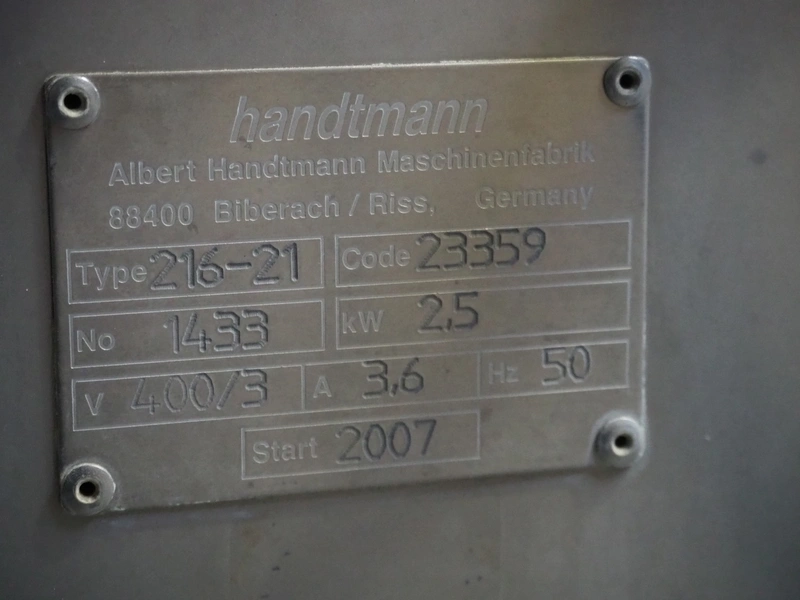 handtmann
Albert Handtmann Maschinenfabrik
88400 Biberach / Riss, Germany
Type 216-21 Code 23359
No 1433 kW 2,5
V 400/3 A 3,6 Hz 50
Start 2007